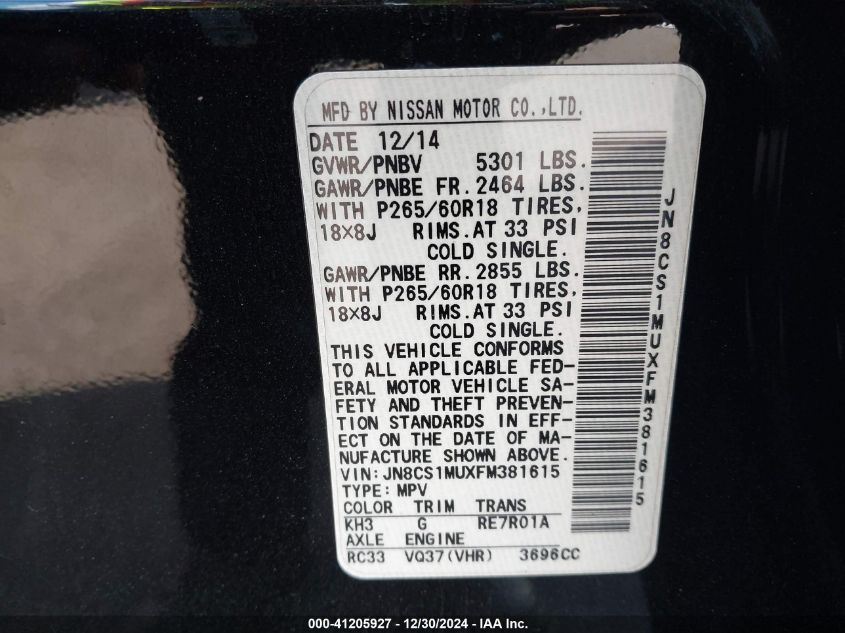 MFD BY NISSAN MOTOR CO.,LTD.
DATE 12/14
GVWR/PNBV 5301 LBS.
GAWR/PNBE FR.2464 LBS.
WITH P265/60R18 TIRES,
18×8J RIMS.AT 33 PSI
COLD SINGLE.
GAWR/PNBE RR.2855 LBS.
WITH P265/60R18 TIRES,
18×8J RIMS.AT 33 PSI
COLD SINGLE.
THIS VEHICLE CONFORMS
TO ALL APPLICABLE FED-
ERAL MOTOR VEHICLE SA-
FETY AND THEFT PREVEN-
TION STANDARDS IN EFF-
ECT ON THE DATE OF MA-
NUFACTURE SHOWN ABOVE.
VIN:JN8CS1MUXFM381615
TYPE:MPV
COLOR TRIM TRANS
KH3 G RE7R01A
AXLE ENGINE
RC33 VQ37(VHR) 3696CC
JN8CS1MUXFM381615
000-41205927 - 12/30/2024 - IAA Inc.